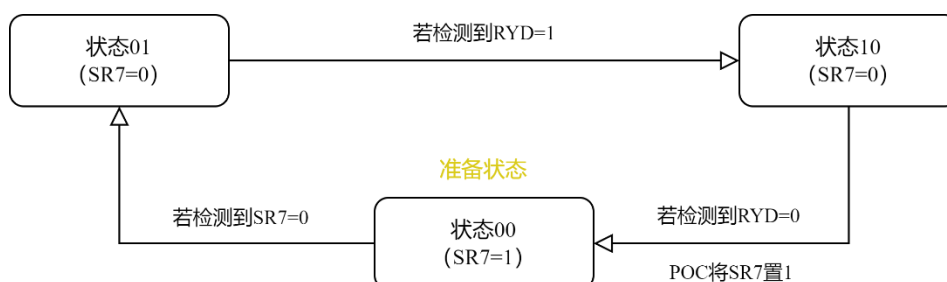 若检测到RYD=1
状态01
（SR7=0）
状态10
（SR7=0）
准备状态
若检测到SR7=0
状态00
（SR7=1）
若检测到RYD=0
POC将SR7置1